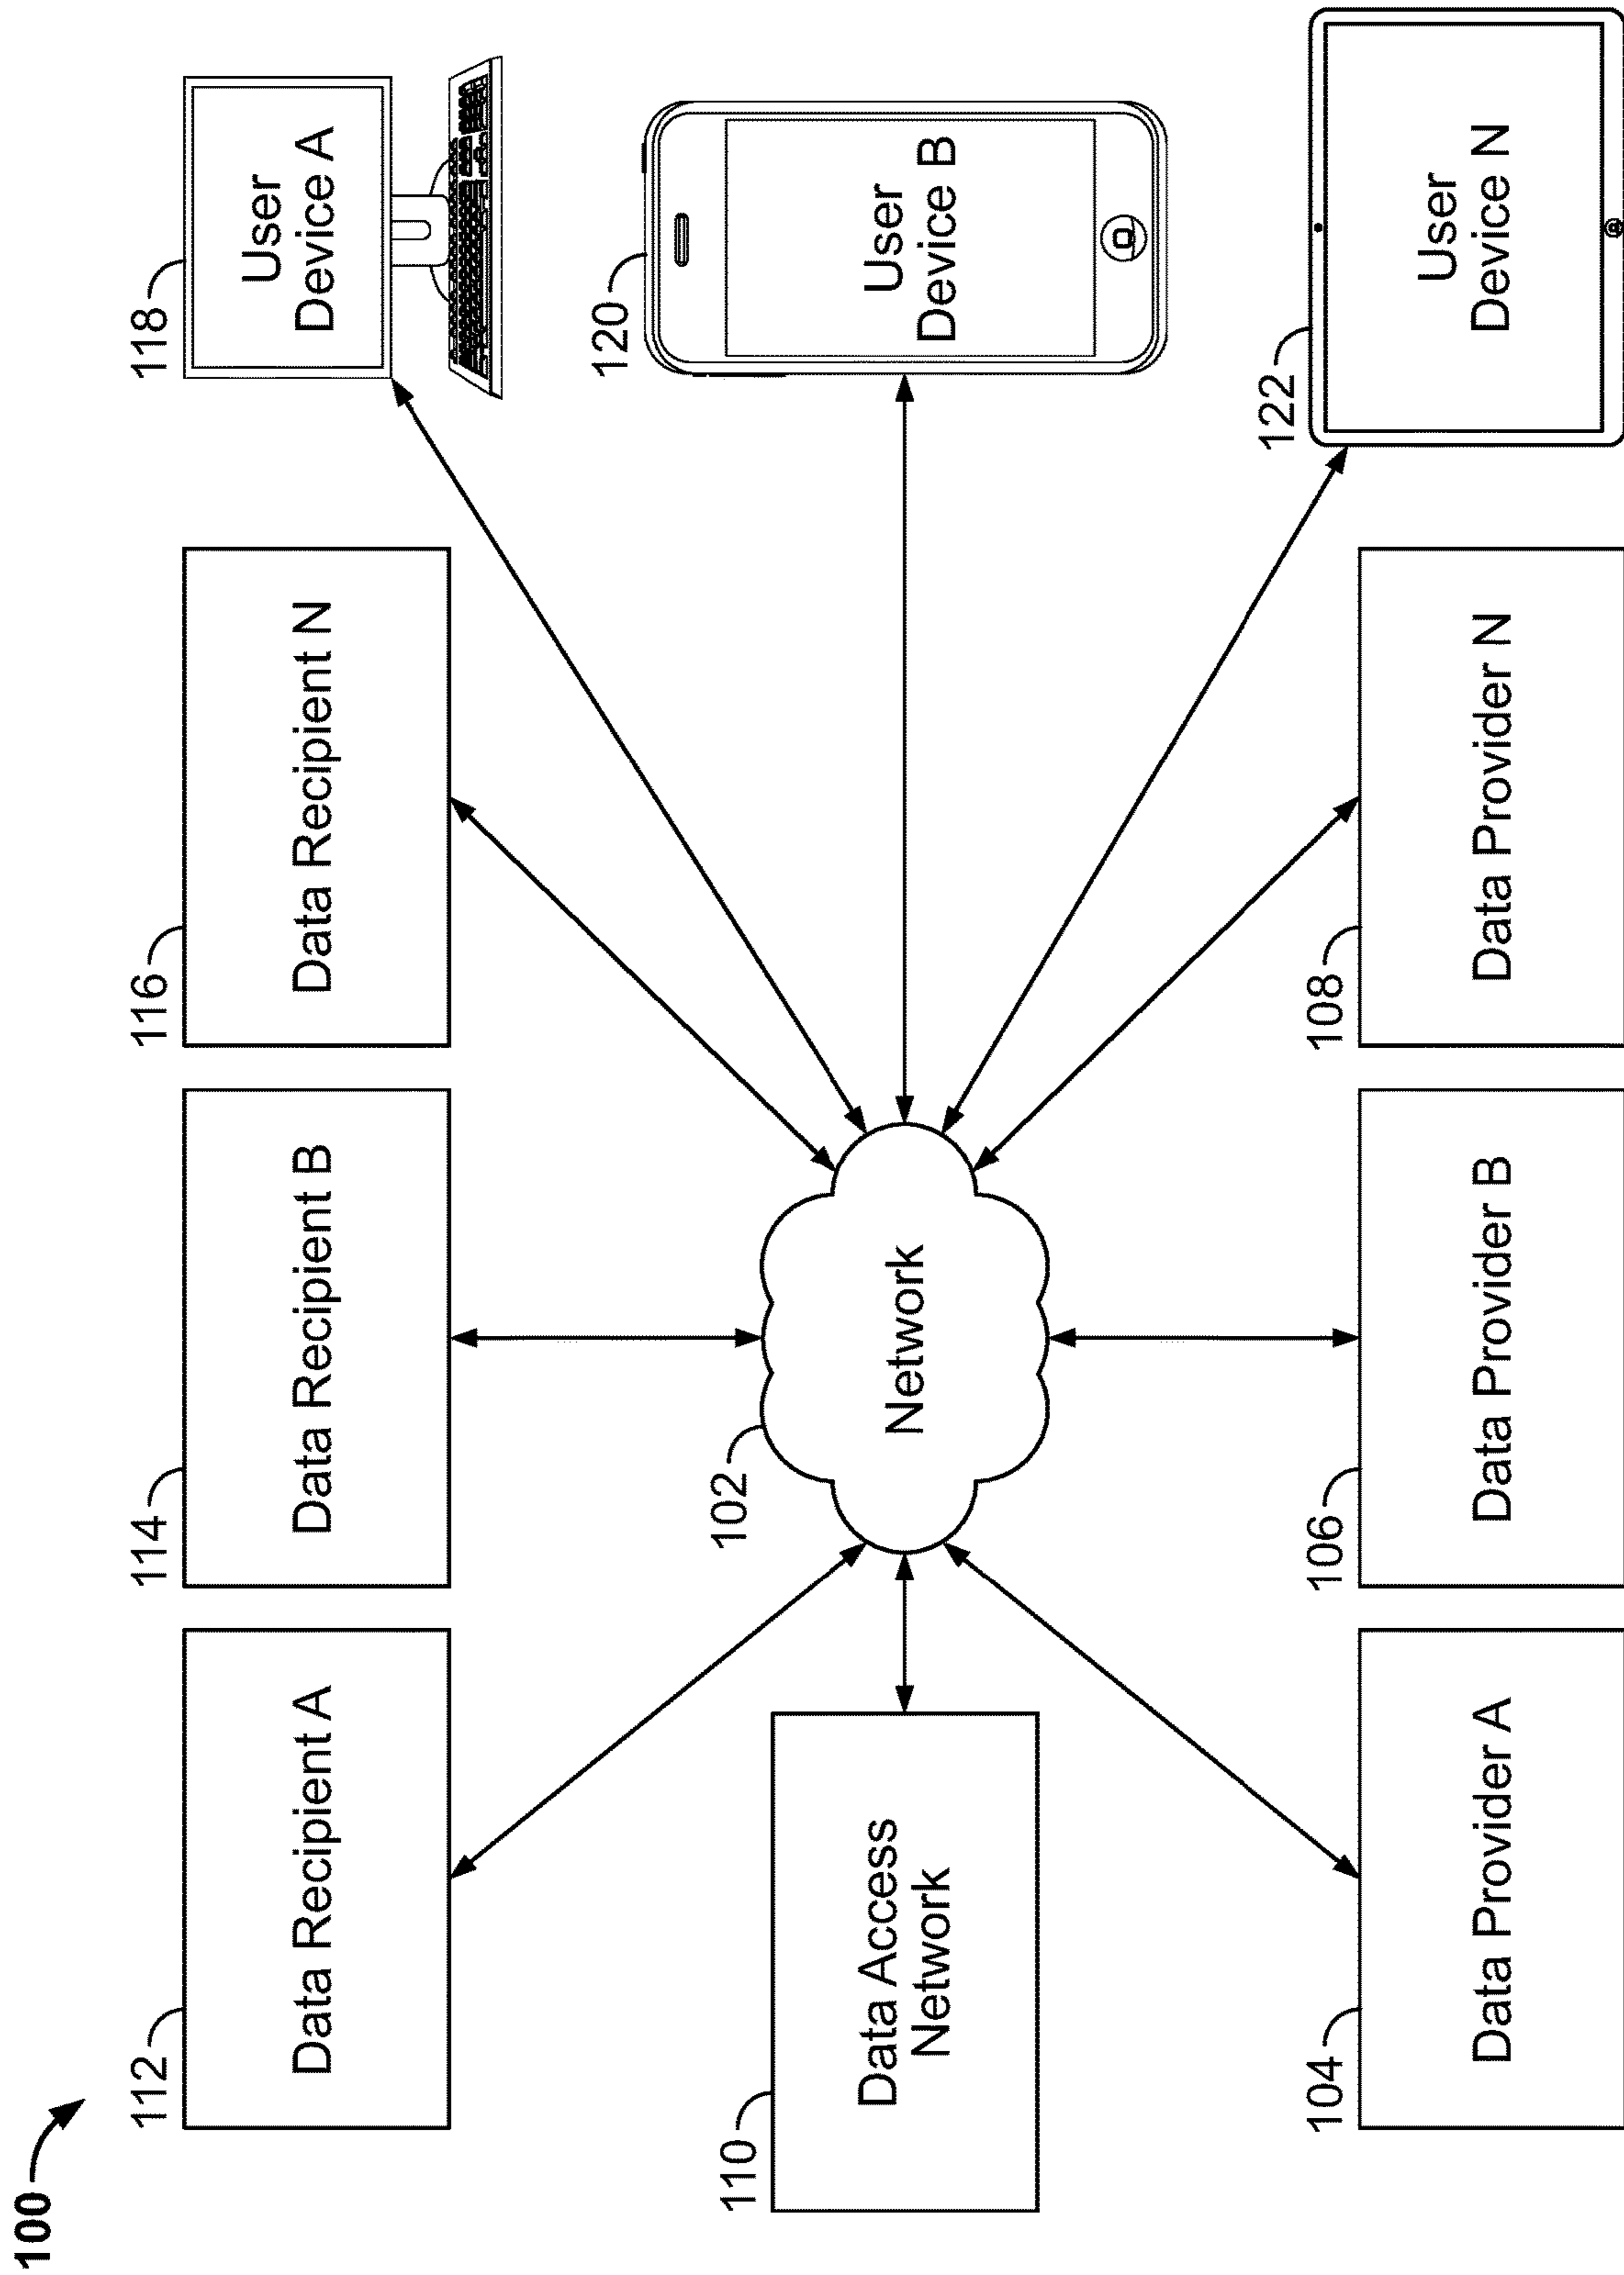 100
112
Data Recipient A
114
Data Recipient B
116
Data Recipient N
118
User
Device A
110
Data Access
Network
102
Network
120
User
Device B
104
Data Provider A
106
Data Provider B
108
Data Provider N
122
User
Device N